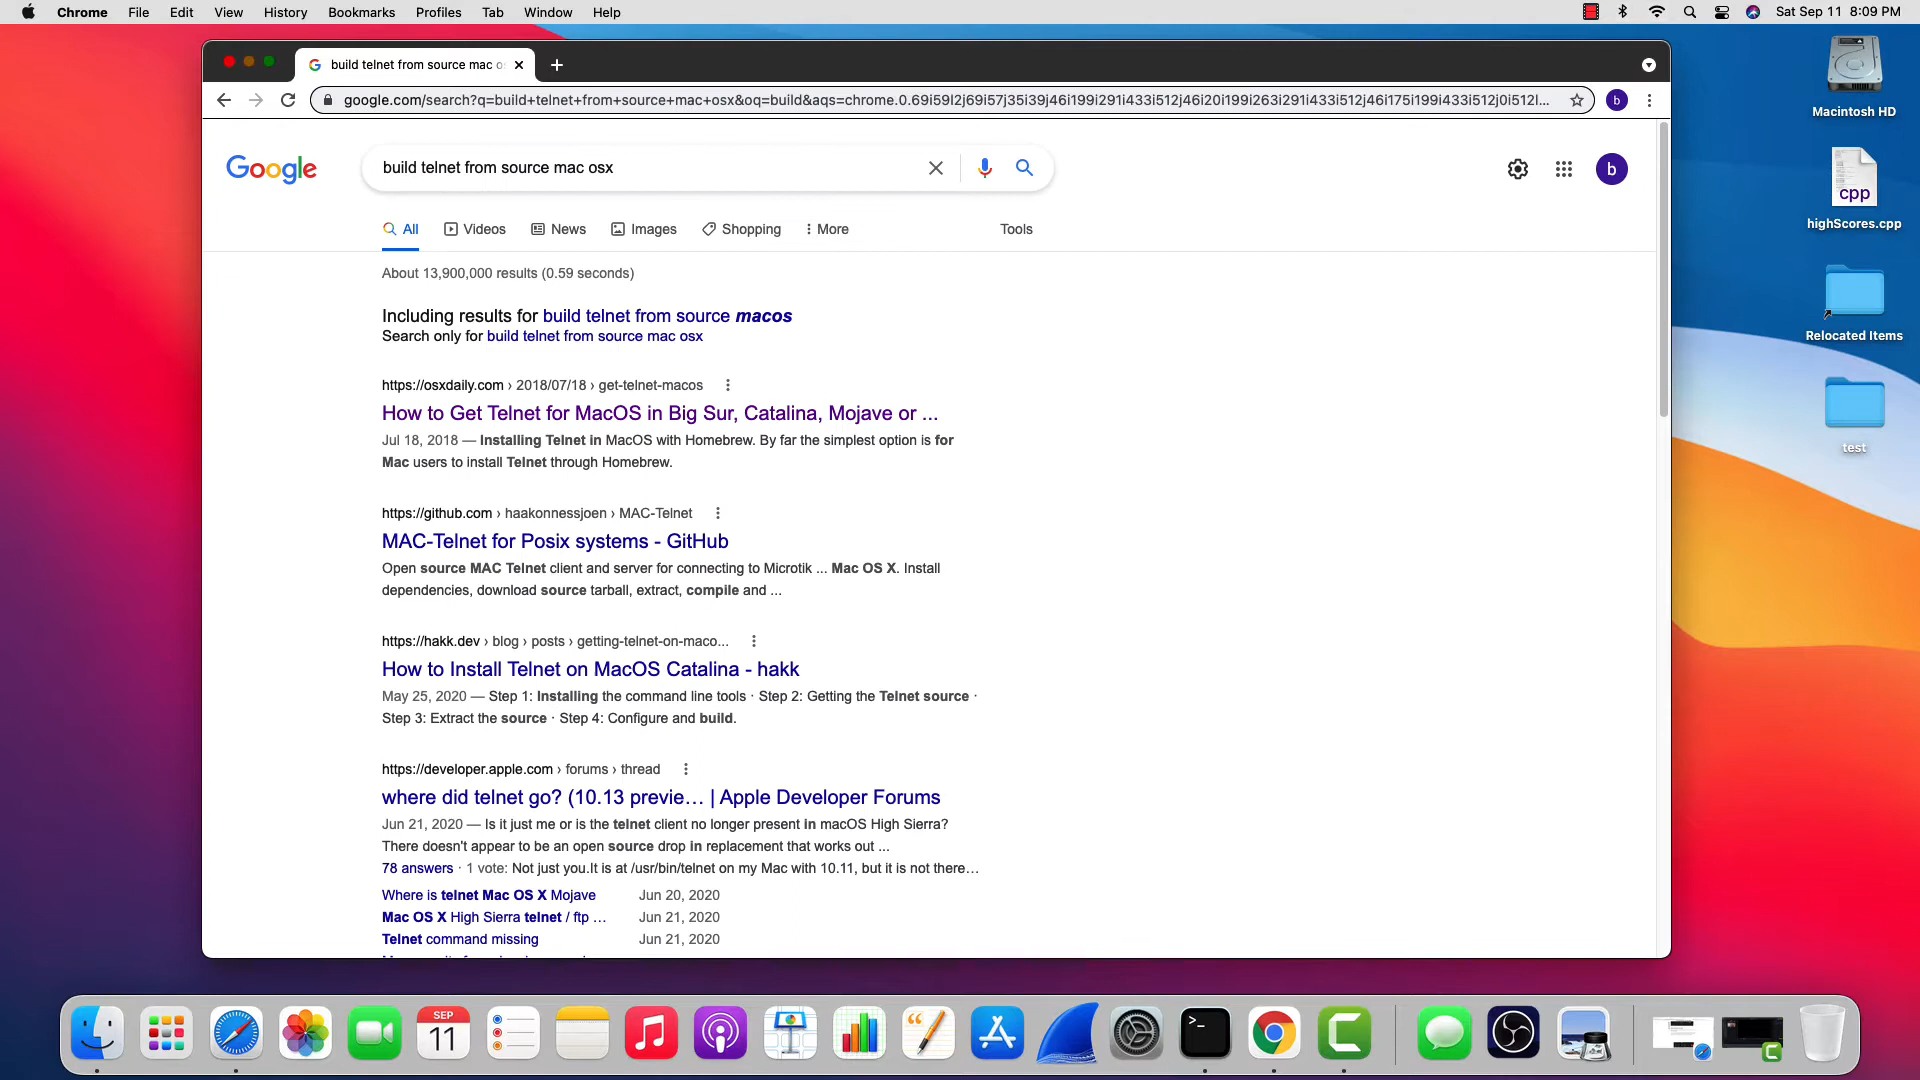 Chrome File Edit View History Bookmarks Profiles Tab Window Help Sat Sep 11 8:09 PM
build telnet from source mac os
google.com/search?q=build+telnet+from+source+mac+osx&oq=build&aqs=chrome.0.69i59l2j69i57j35i39j46i199i291i433i512j46i20i199i263i291i433i512j46i175i199i433i512j0i512l... b
Google build telnet from source mac osx b
All Videos News Images Shopping More Tools
About 13,900,000 results (0.59 seconds)
Including results for build telnet from source macos
Search only for build telnet from source mac osx
https://osxdaily.com › 2018/07/18 › get-telnet-macos
How to Get Telnet for MacOS in Big Sur, Catalina, Mojave or ...
Jul 18, 2018 — Installing Telnet in MacOS with Homebrew. By far the simplest option is for
Mac users to install Telnet through Homebrew.
https://github.com › haakonnessjoen › MAC-Telnet
MAC-Telnet for Posix systems - GitHub
Open source MAC Telnet client and server for connecting to Microtik ... Mac OS X. Install
dependencies, download source tarball, extract, compile and ...
https://hakk.dev › blog › posts › getting-telnet-on-maco...
How to Install Telnet on MacOS Catalina - hakk
May 25, 2020 — Step 1: Installing the command line tools · Step 2: Getting the Telnet source ·
Step 3: Extract the source · Step 4: Configure and build.
https://developer.apple.com › forums › thread
where did telnet go? (10.13 previe… | Apple Developer Forums
Jun 21, 2020 — Is it just me or is the telnet client no longer present in macOS High Sierra?
There doesn't appear to be an open source drop in replacement that works out ...
78 answers · 1 vote: Not just you.It is at /usr/bin/telnet on my Mac with 10.11, but it is not there…
Where is telnet Mac OS X Mojave Jun 20, 2020
Mac OS X High Sierra telnet / ftp … Jun 21, 2020
Telnet command missing Jun 21, 2020
Macintosh HD
cpp
highScores.cpp
Relocated Items
test
SEP
11